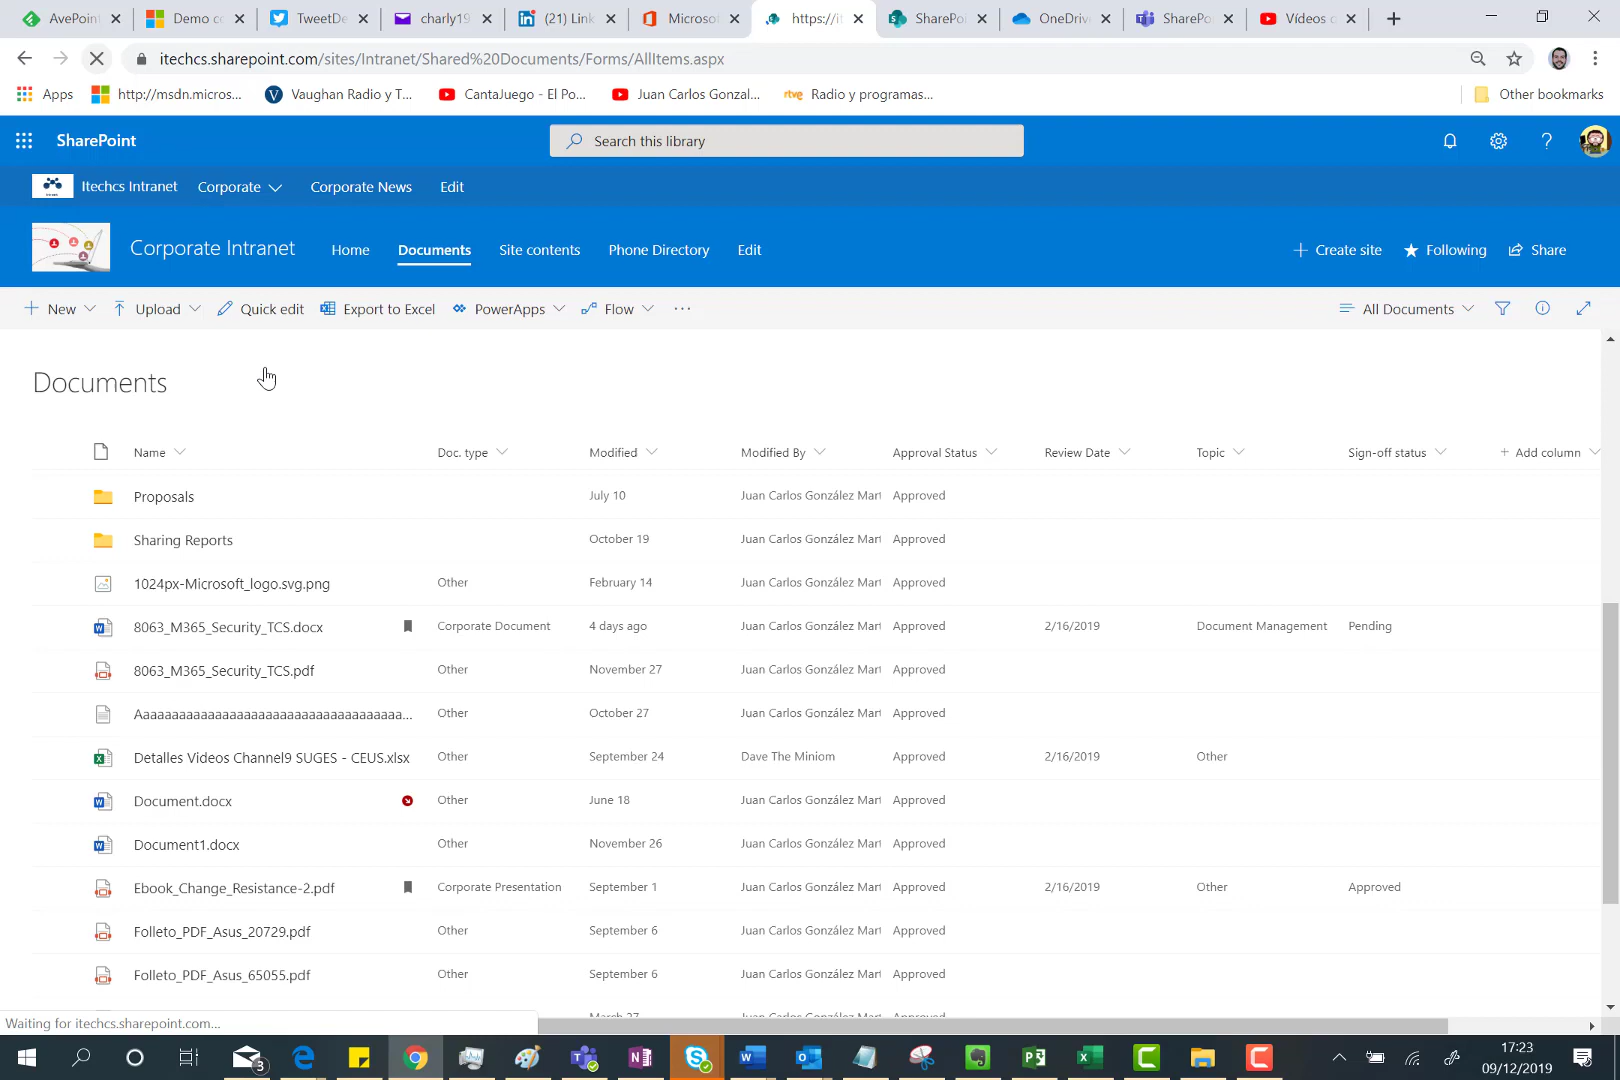 AvePoint
Demo co
TweetDe
charly19
(21) Link
Microsof
https://it
SharePoi
OneDrive
SharePo
Vídeos d
itechcs.sharepoint.com/sites/Intranet/Shared%20Documents/Forms/AllItems.aspx
Apps
http://msdn.micros...
Vaughan Radio y T...
CantaJuego - El Po...
Juan Carlos Gonzal...
rtve Radio y programas...
Other bookmarks
SharePoint
Search this library
Itechcs Intranet
Corporate
Corporate News
Edit
Corporate Intranet
Home
Documents
Site contents
Phone Directory
Edit
Create site
Following
Share
New
Upload
Quick edit
Export to Excel
PowerApps
Flow
All Documents
Documents
Name Doc. type Modified Modified By Approval Status Review Date Topic Sign-off status Add column
Proposals July 10 Juan Carlos González Mart Approved
Sharing Reports October 19 Juan Carlos González Mart Approved
1024px-Microsoft_logo.svg.png Other February 14 Juan Carlos González Mart Approved
8063_M365_Security_TCS.docx Corporate Document 4 days ago Juan Carlos González Mart Approved 2/16/2019 Document Management Pending
8063_M365_Security_TCS.pdf Other November 27 Juan Carlos González Mart Approved
Aaaaaaaaaaaaaaaaaaaaaaaaaaaaaaaaaaaa... Other October 27 Juan Carlos González Mart Approved
Detalles Videos Channel9 SUGES - CEUS.xlsx Other September 24 Dave The Miniom Approved 2/16/2019 Other
Document.docx Other June 18 Juan Carlos González Mart Approved
Document1.docx Other November 26 Juan Carlos González Mart Approved
Ebook_Change_Resistance-2.pdf Corporate Presentation September 1 Juan Carlos González Mart Approved 2/16/2019 Other Approved
Folleto_PDF_Asus_20729.pdf Other September 6 Juan Carlos González Mart Approved
Folleto_PDF_Asus_65055.pdf Other September 6 Juan Carlos González Mart Approved
Waiting for itechcs.sharepoint.com...
3
17:23
09/12/2019